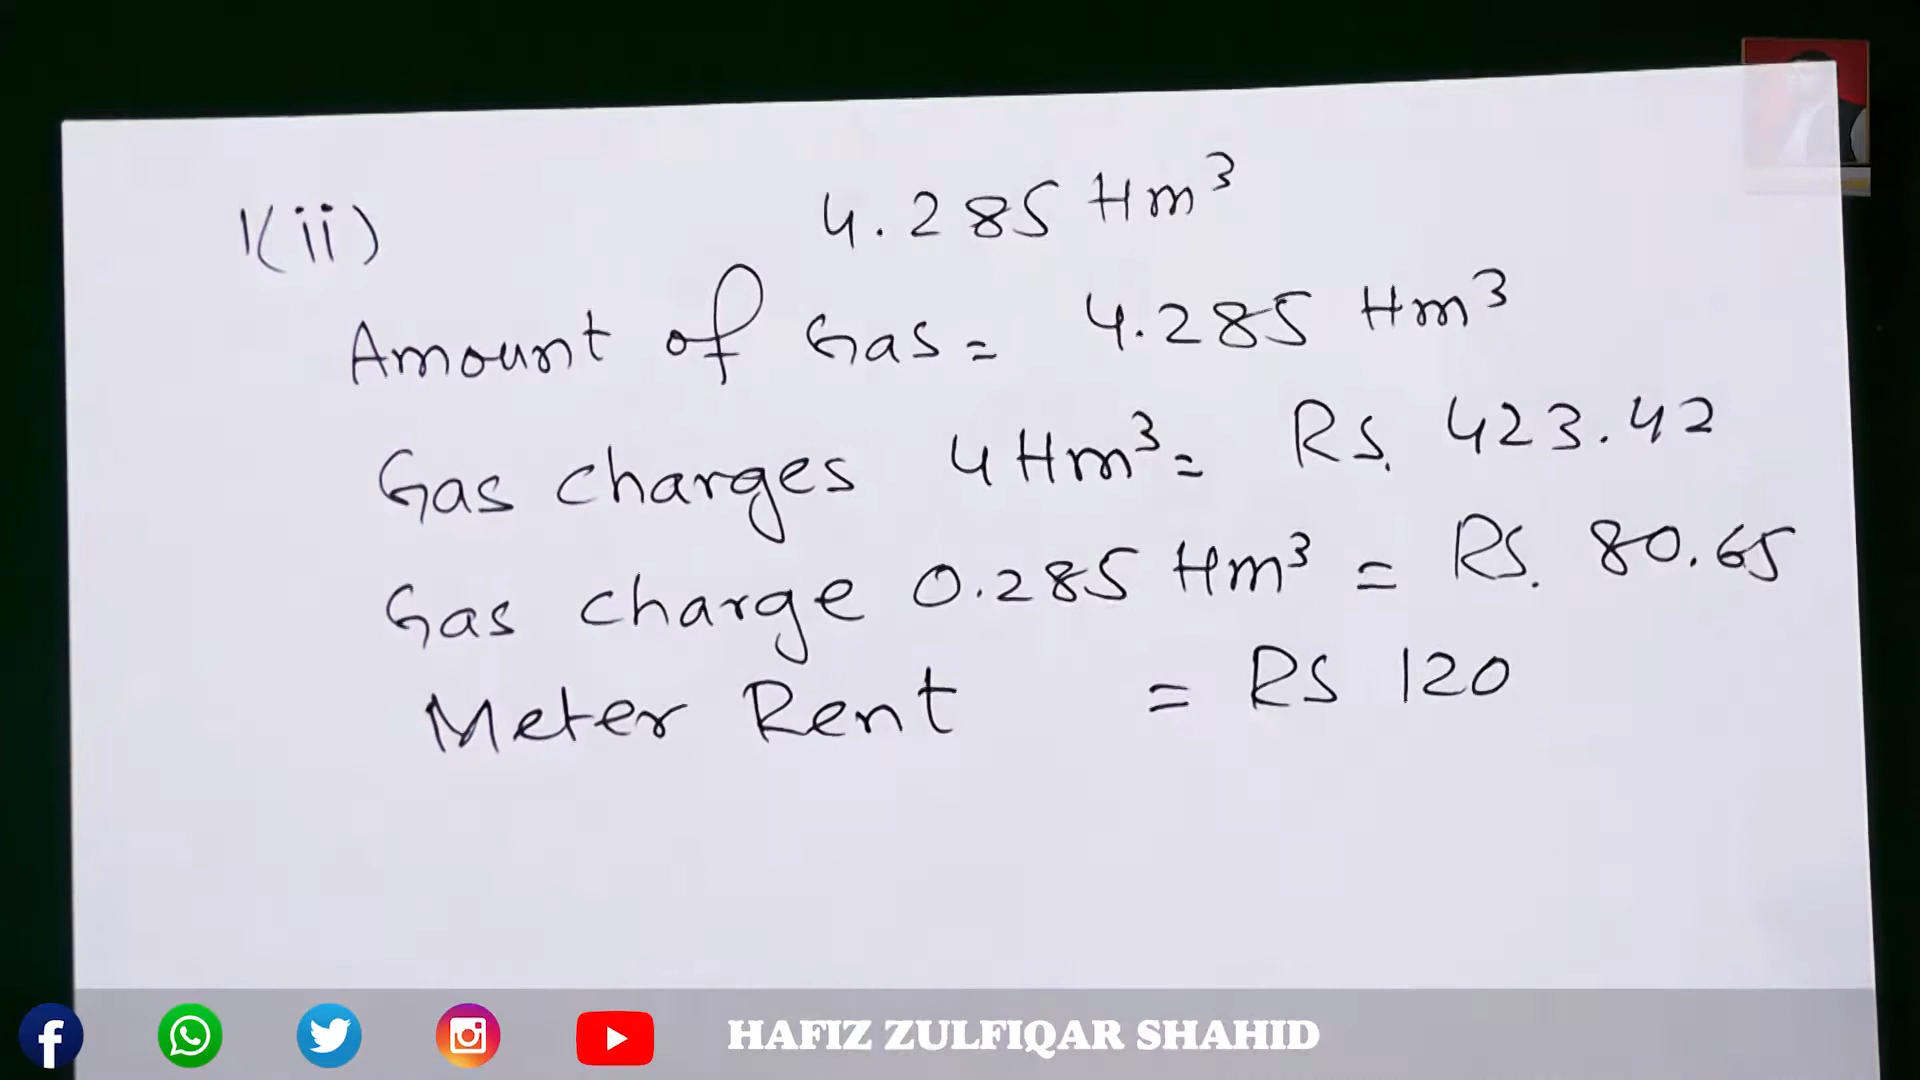 1(ii) 4.285 Hm³
Amount of Gas = 4.285 Hm³
Gas charges 4 Hm³ = Rs. 423.42
Gas charge 0.285 Hm³ = Rs. 80.65
Meter Rent = RS 120
HAFIZ ZULFIQAR SHAHID